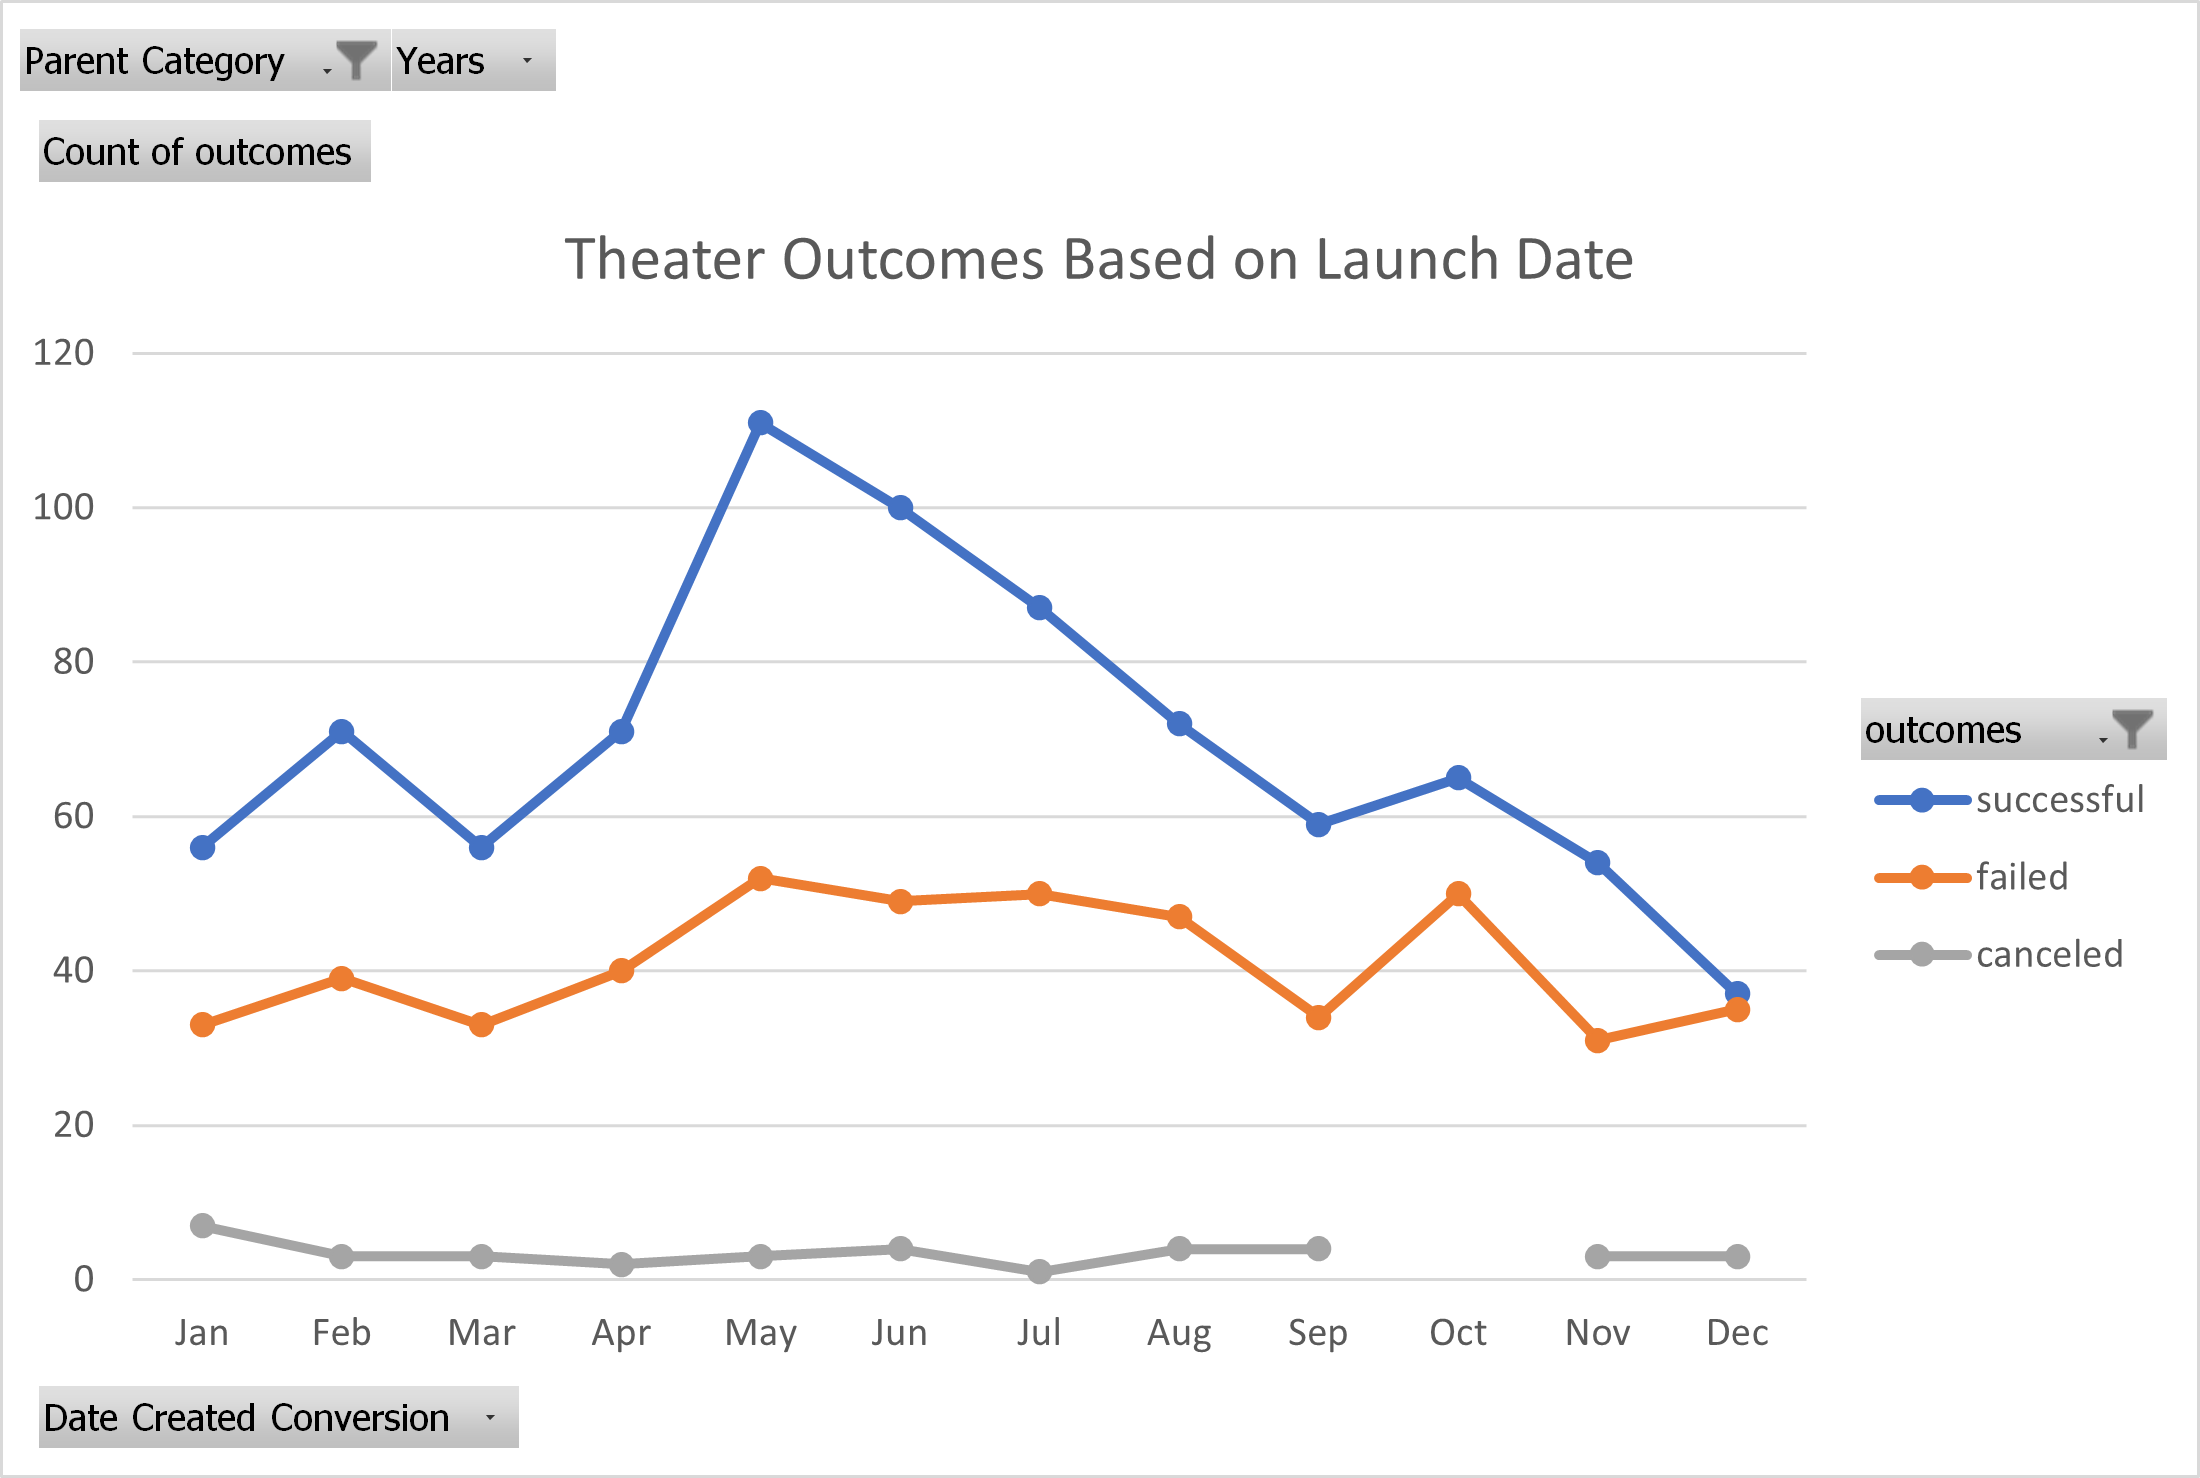 Parent Category Years
Count of outcomes
Theater Outcomes Based on Launch Date
120
100
80
60
40
20
0
Jan Feb Mar Apr May Jun Jul Aug Sep Oct Nov Dec
outcomes
successful
failed
canceled
Date Created Conversion